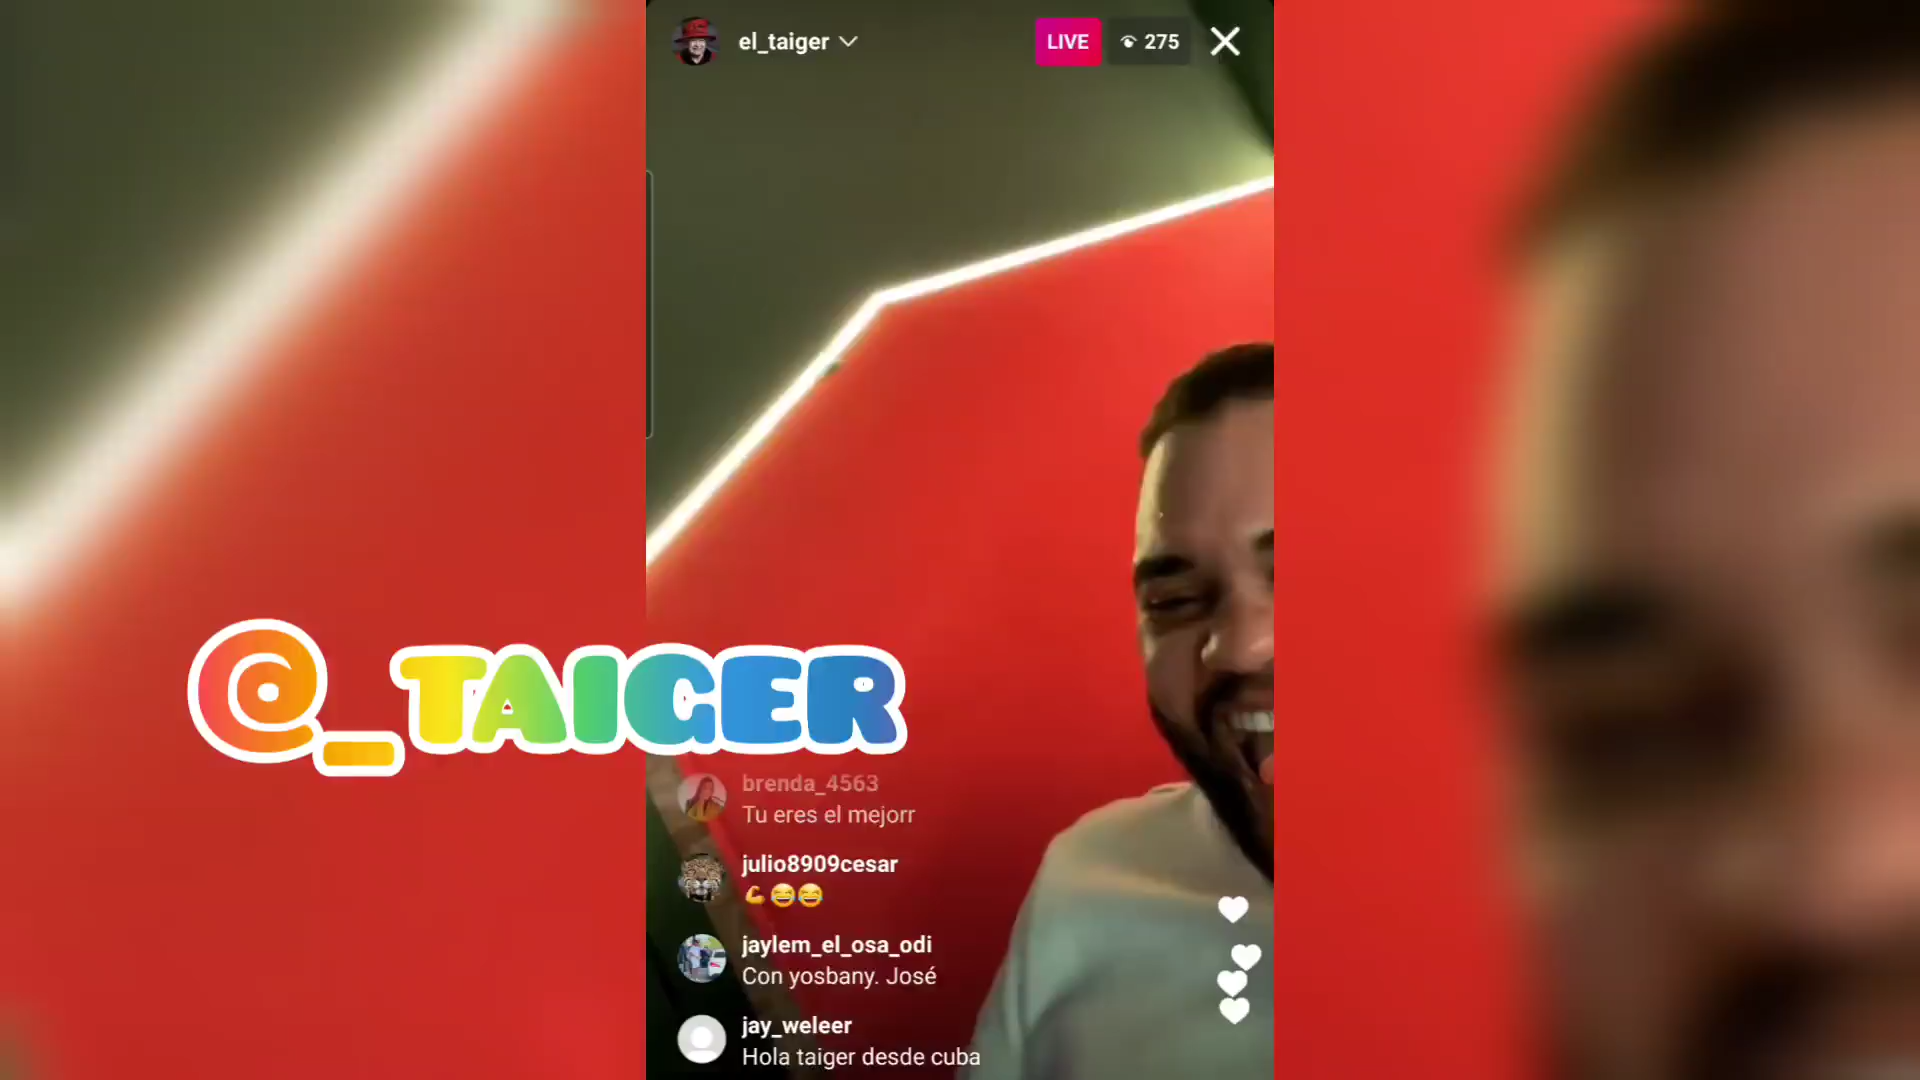 el_taiger
LIVE
275
@_TAIGER
brenda_4563
Tu eres el mejorr
julio8909cesar
💪😂😂
jaylem_el_osa_odi
Con yosbany. José
jay_weleer
Hola taiger desde cuba